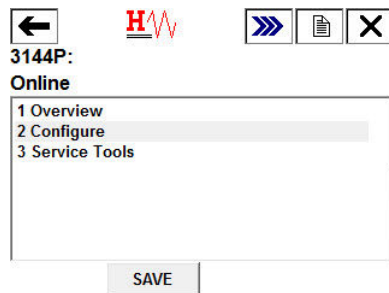 H
3144P:
Online
1 Overview
2 Configure
3 Service Tools
SAVE